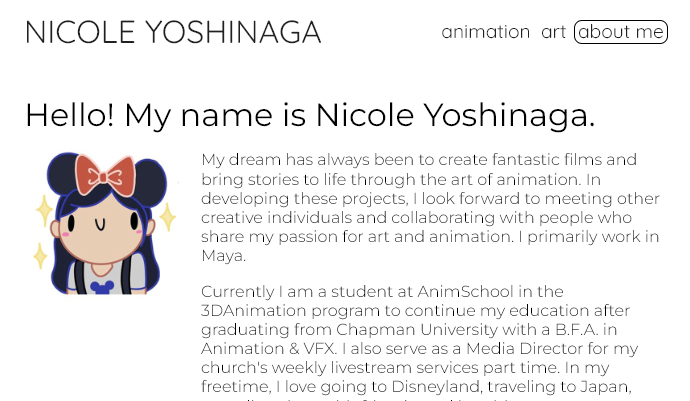 NICOLE YOSHINAGA
animation art about me
Hello! My name is Nicole Yoshinaga.
My dream has always been to create fantastic films and
bring stories to life through the art of animation. In
developing these projects, I look forward to meeting other
creative individuals and collaborating with people who
share my passion for art and animation. I primarily work in
Maya.
Currently I am a student at AnimSchool in the
3DAnimation program to continue my education after
graduating from Chapman University with a B.F.A. in
Animation & VFX. I also serve as a Media Director for my
church's weekly livestream services part time. In my
freetime, I love going to Disneyland, traveling to Japan,